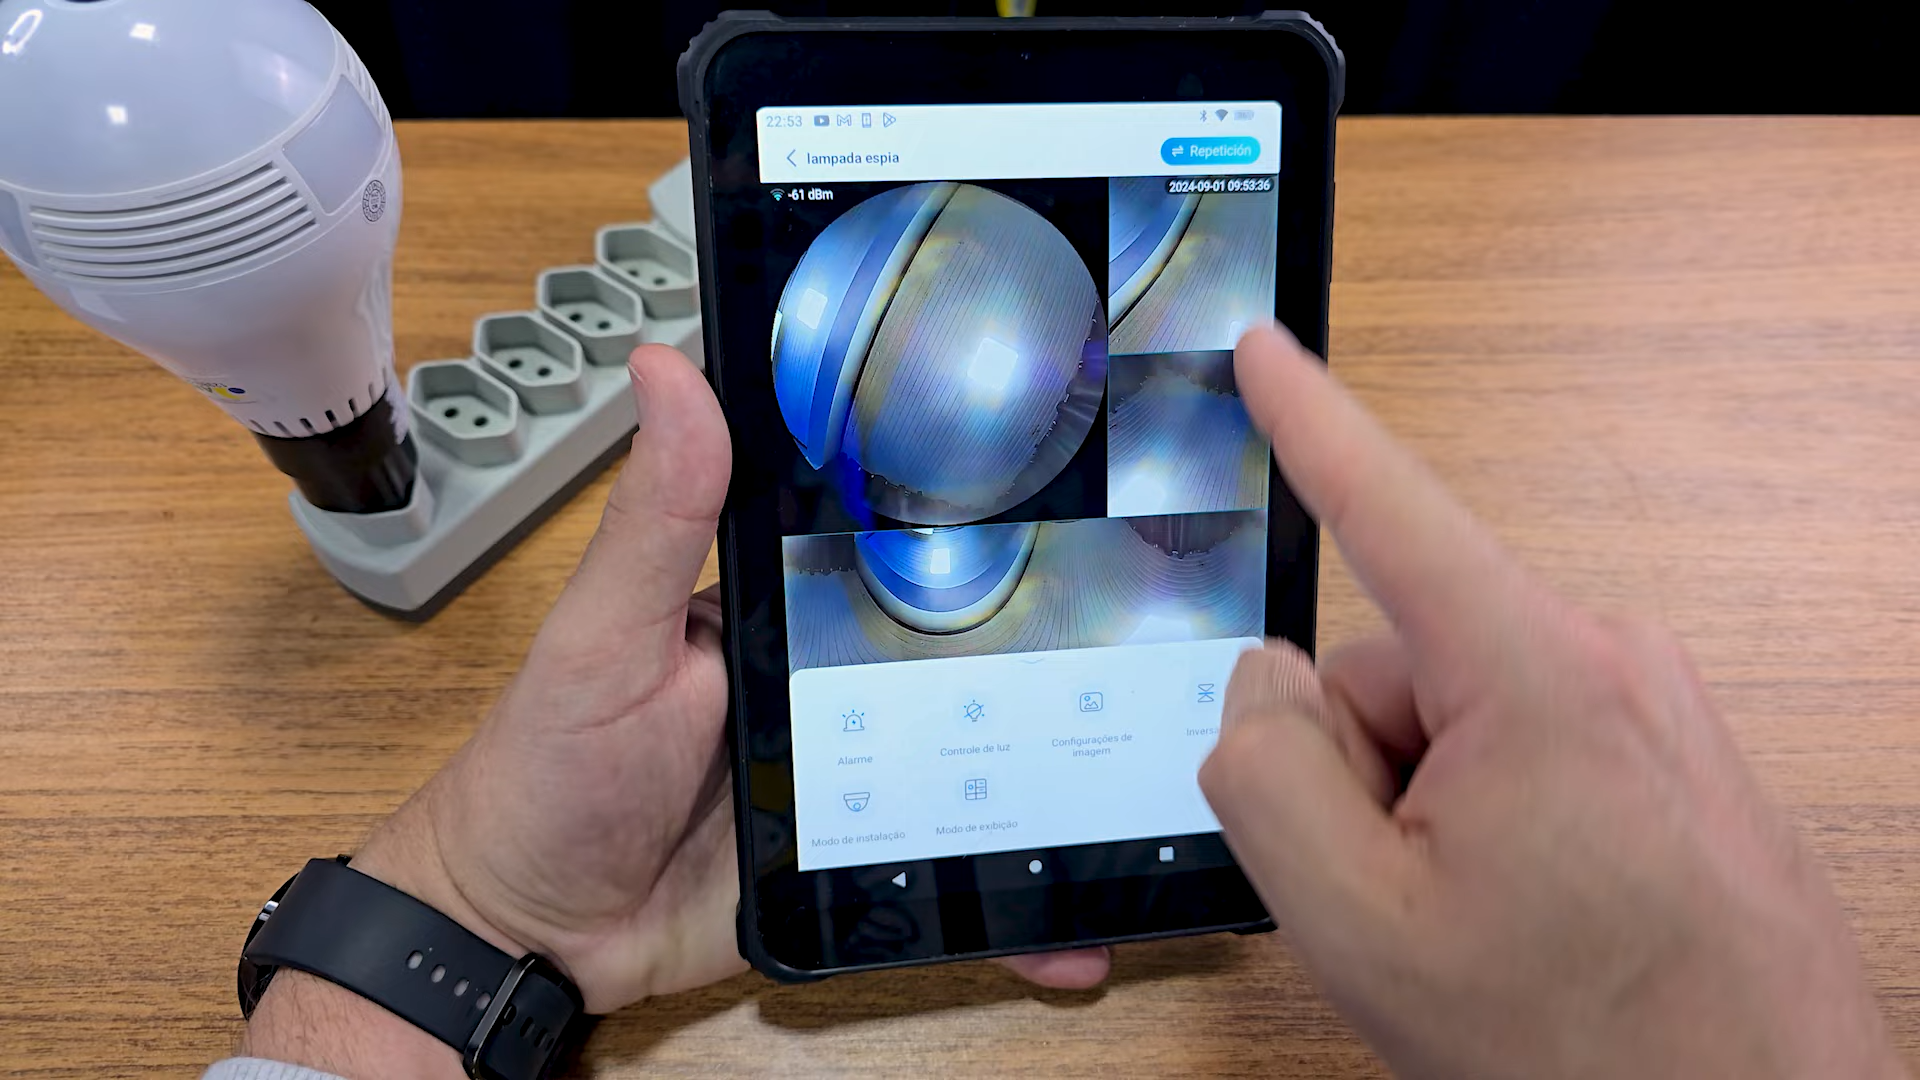 22:53
lampada espia
Repetición
-61 dBm
2024-09-01 09:53:36
Alarme
Controle de luz
Configurações de
imagem
Modo de instalação
Modo de exibição